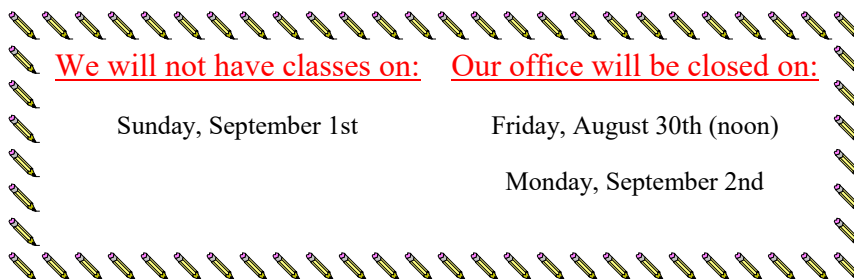 We will not have classes on:
Sunday, September 1st
Our office will be closed on:
Friday, August 30th (noon)
Monday, September 2nd